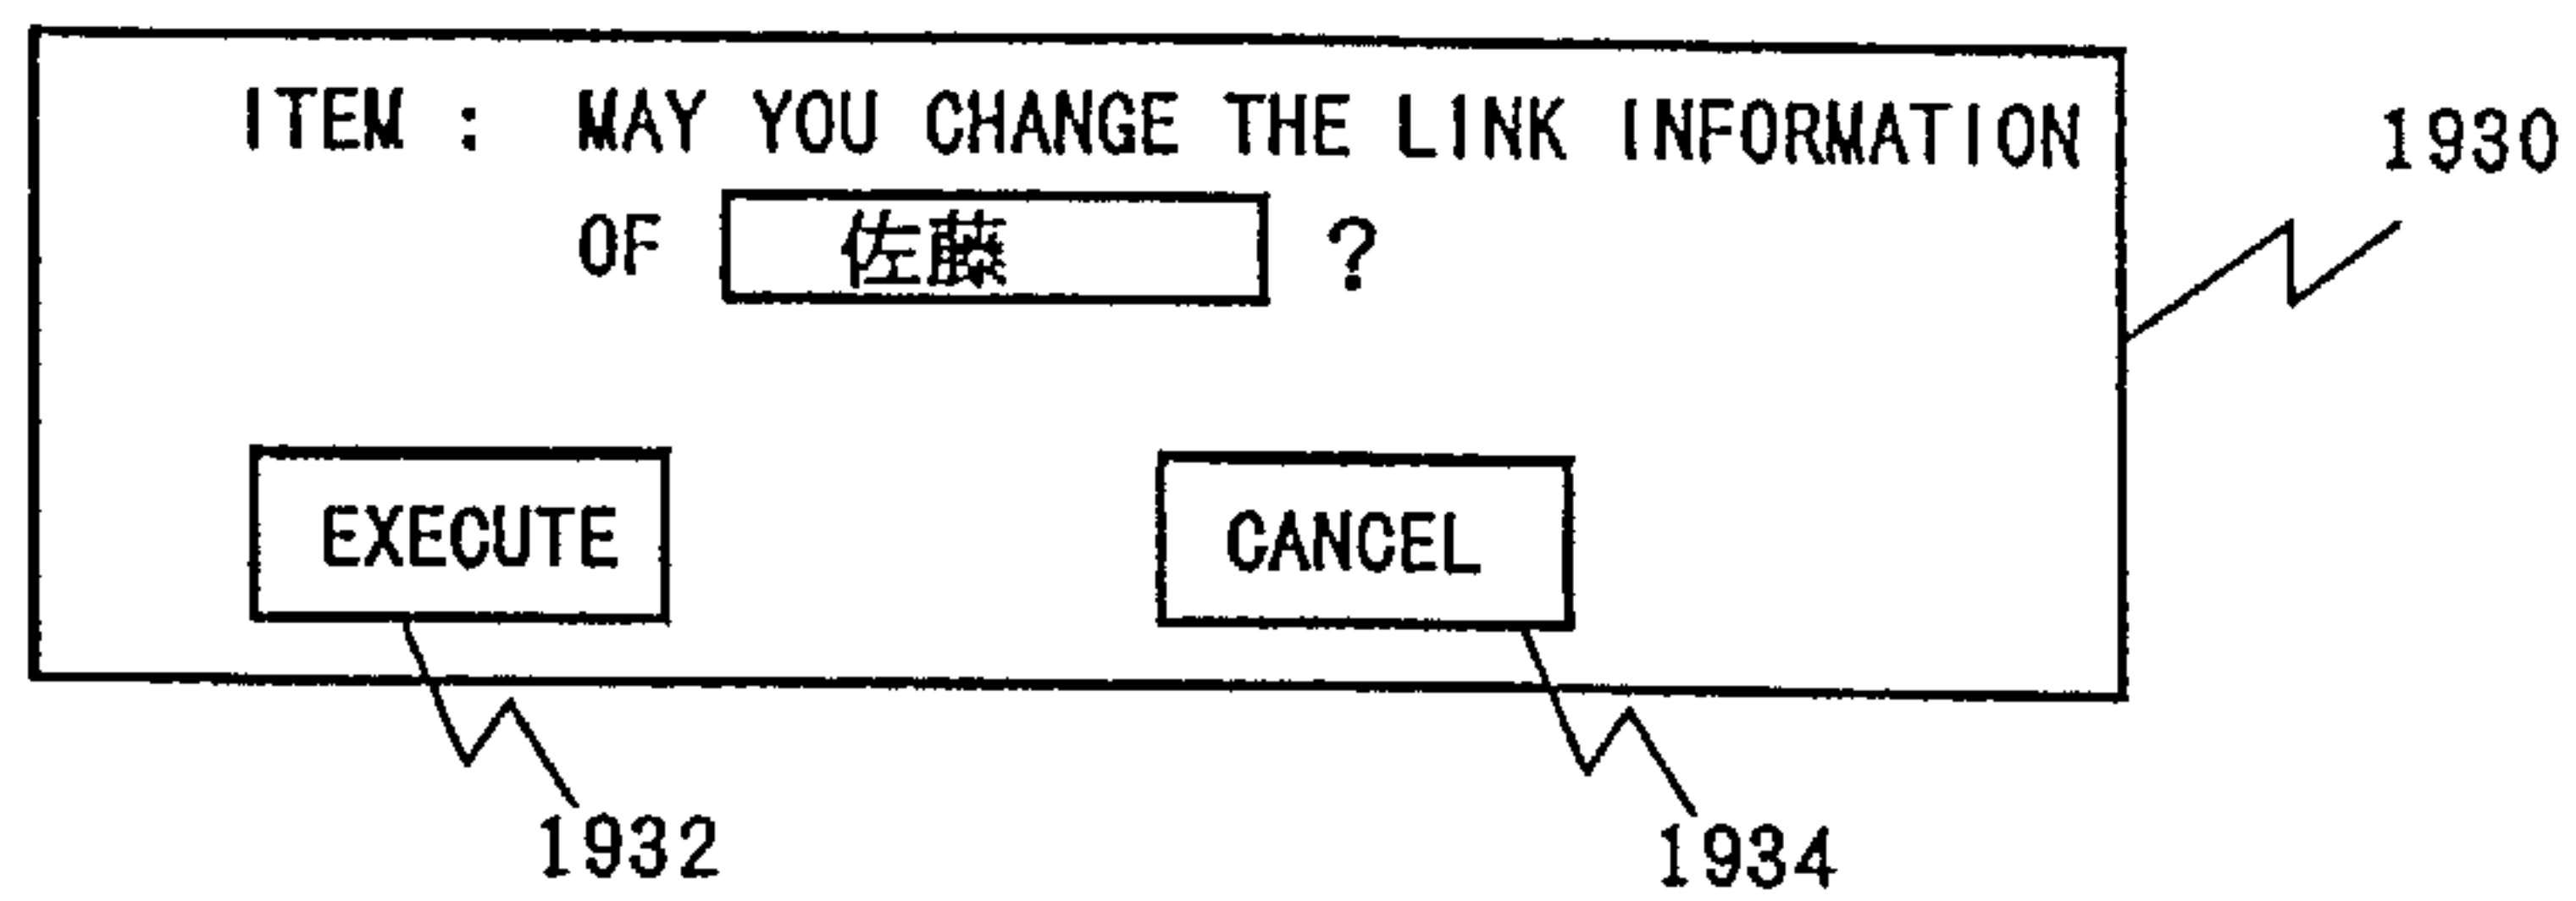 ITEM : MAY YOU CHANGE THE LINK INFORMATION
1930
OF 佐藤 ?
EXECUTE
CANCEL
1932
1934